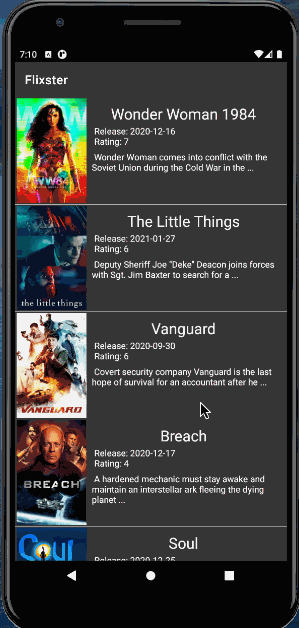 7:10
Flixster
WW84
Wonder Woman 1984
Release: 2020-12-16
Rating: 7
Wonder Woman comes into conflict with the
Soviet Union during the Cold War in the ...
the little things
The Little Things
Release: 2021-01-27
Rating: 6
Deputy Sheriff Joe "Deke" Deacon joins forces
with Sgt. Jim Baxter to search for a ...
VANGUARD
Vanguard
Release: 2020-09-30
Rating: 6
Covert security company Vanguard is the last
hope of survival for an accountant after he ...
BREACH
Breach
Release: 2020-12-17
Rating: 4
A hardened mechanic must stay awake and
maintain an interstellar ark fleeing the dying
planet ...
Soul
Soul
Release: 2020-12-25